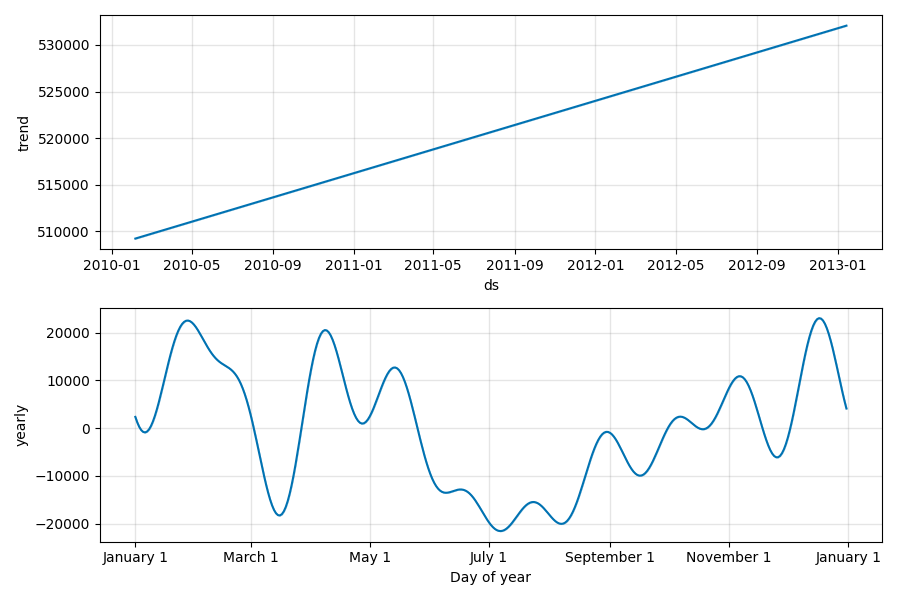 530000
525000
520000
515000
510000
trend
2010-01 2010-05 2010-09 2011-01 2011-05 2011-09 2012-01 2012-05 2012-09 2013-01
ds
20000
10000
0
−10000
−20000
yearly
January 1 March 1 May 1 July 1 September 1 November 1 January 1
Day of year